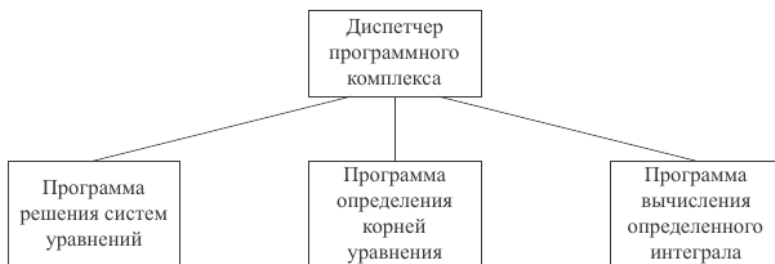 Диспетчер
программного
комплекса
Программа
решения систем
уравнений
Программа
определения
корней
уравнения
Программа
вычисления
определенного
интеграла